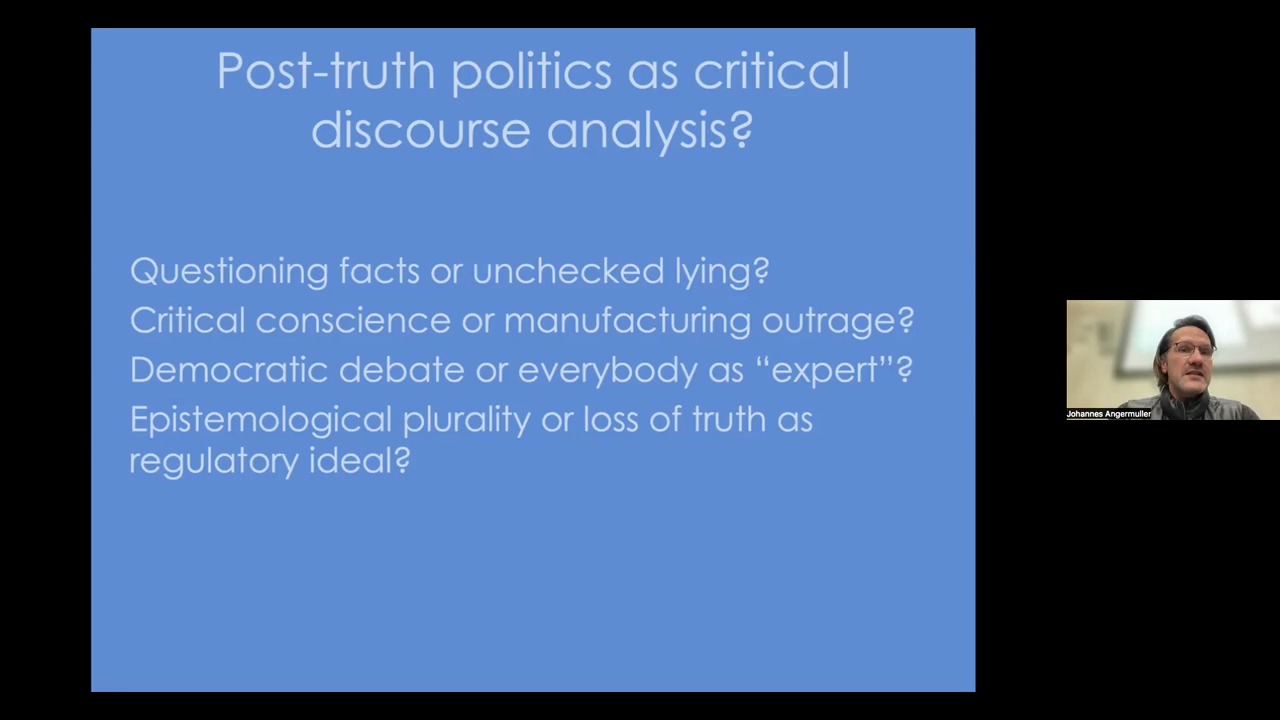 Post-truth politics as critical
discourse analysis?
Questioning facts or unchecked lying?
Critical conscience or manufacturing outrage?
Democratic debate or everybody as “expert”?
Epistemological plurality or loss of truth as
regulatory ideal?
Johannes Angermuller